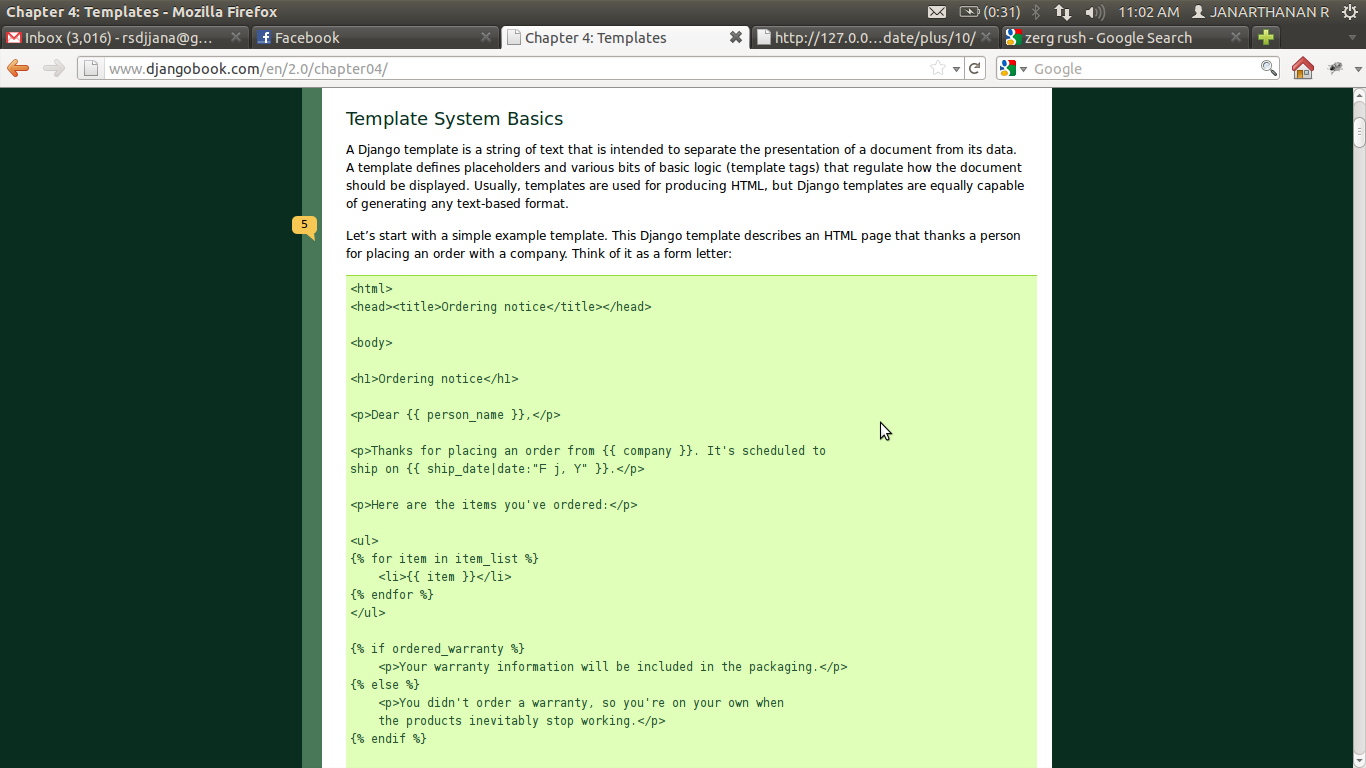 Chapter 4: Templates - Mozilla Firefox
(0:31) 11:02 AM JANARTHANAN R
Inbox (3,016) - rsdjjana@g... Facebook Chapter 4: Templates http://127.0.0...date/plus/10/ zerg rush - Google Search
www.djangobook.com/en/2.0/chapter04/ Google
Template System Basics
A Django template is a string of text that is intended to separate the presentation of a document from its data.
A template defines placeholders and various bits of basic logic (template tags) that regulate how the document
should be displayed. Usually, templates are used for producing HTML, but Django templates are equally capable
of generating any text-based format.
5
Let’s start with a simple example template. This Django template describes an HTML page that thanks a person
for placing an order with a company. Think of it as a form letter:
<html>
<head><title>Ordering notice</title></head>
<body>
<h1>Ordering notice</h1>
<p>Dear {{ person_name }},</p>
<p>Thanks for placing an order from {{ company }}. It's scheduled to
ship on {{ ship_date|date:"F j, Y" }}.</p>
<p>Here are the items you've ordered:</p>
<ul>
{% for item in item_list %}
    <li>{{ item }}</li>
{% endfor %}
</ul>
{% if ordered_warranty %}
    <p>Your warranty information will be included in the packaging.</p>
{% else %}
    <p>You didn't order a warranty, so you're on your own when
    the products inevitably stop working.</p>
{% endif %}